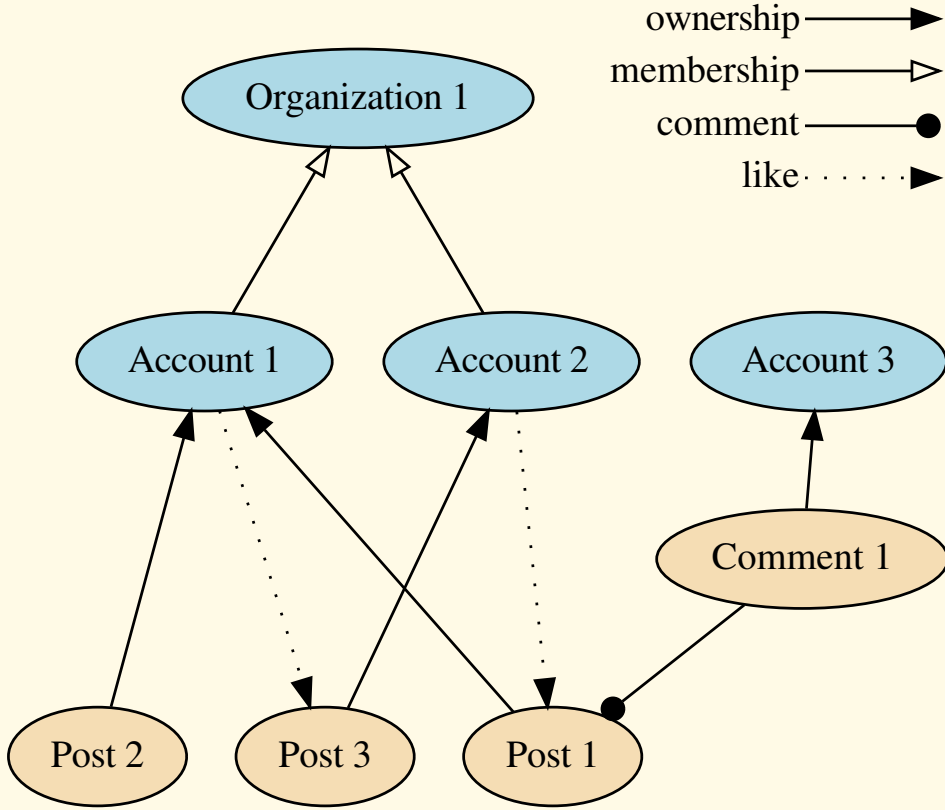 ownership
membership
comment
like
Organization 1
Account 1
Account 2
Account 3
Comment 1
Post 2
Post 3
Post 1